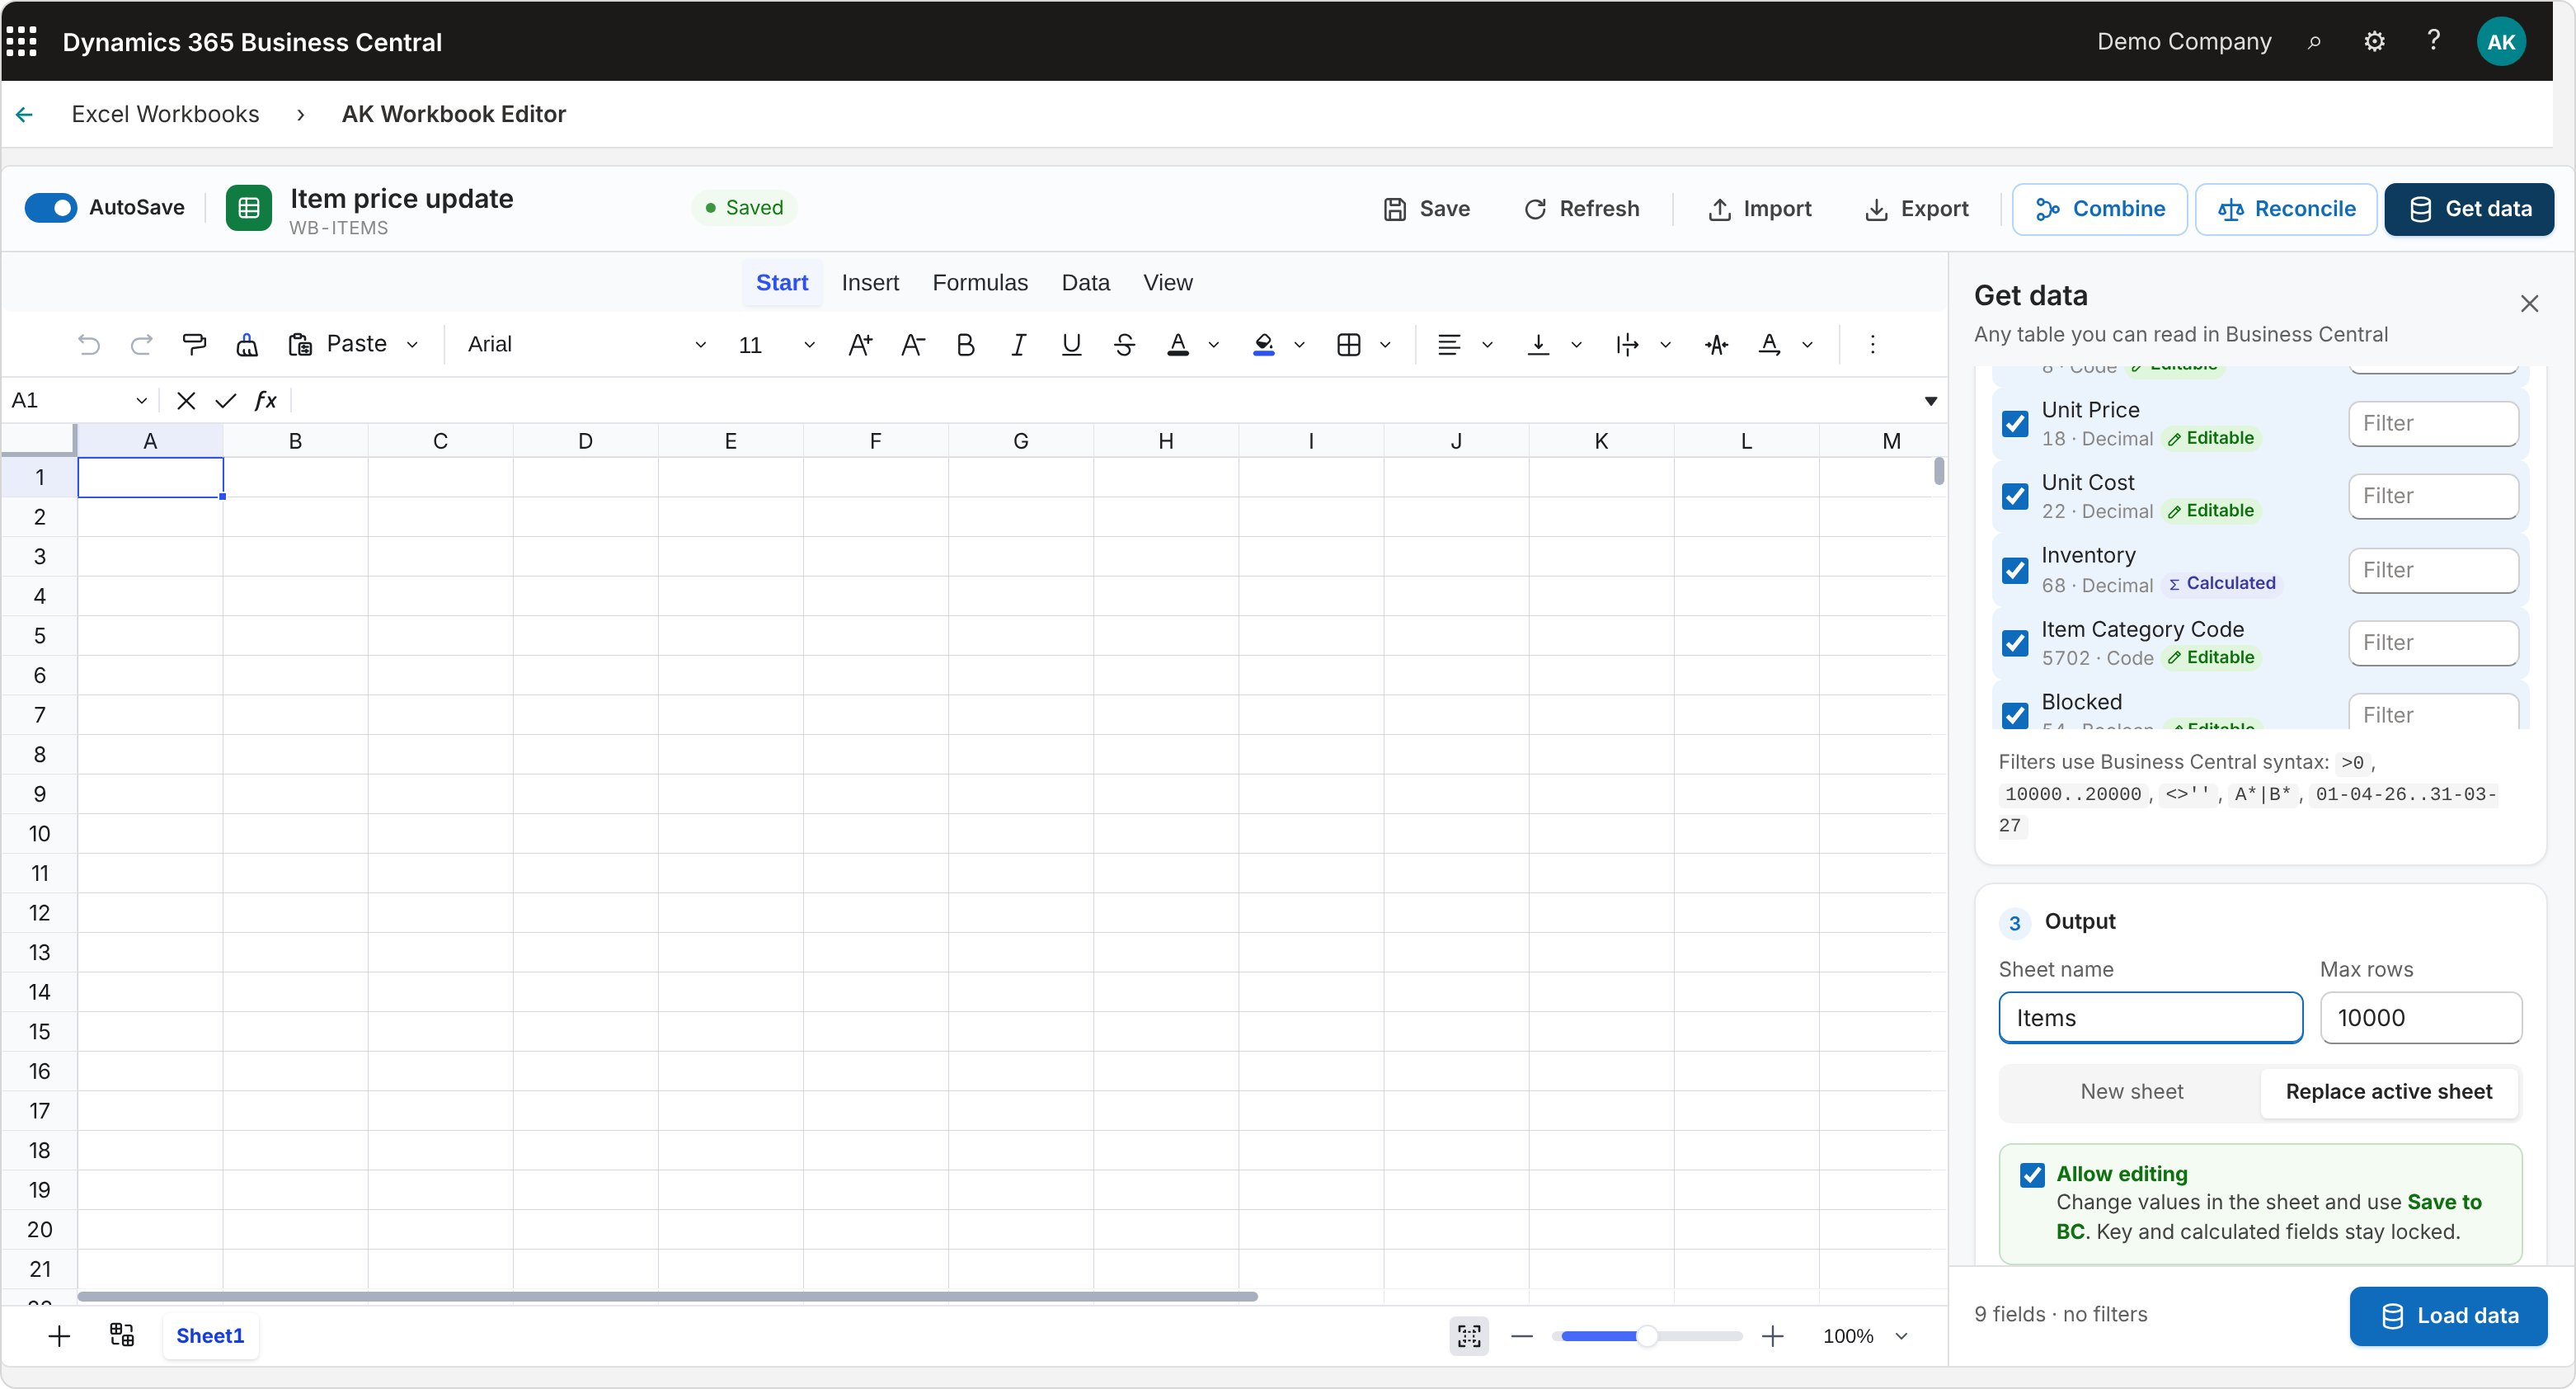 Dynamics 365 Business Central
Demo Company
?
AK
Excel Workbooks › AK Workbook Editor
AutoSave
Item price update
WB-ITEMS
Saved
Save
Refresh
Import
Export
Combine
Reconcile
Get data
Start Insert Formulas Data View
Paste
Arial
11
A1
fx
A B C D E F G H I J K L M
1
2
3
4
5
6
7
8
9
10
11
12
13
14
15
16
17
18
19
20
21
Sheet1
100%
Get data
Any table you can read in Business Central
8 · Code Editable
Unit Price
18 · Decimal Editable
Filter
Unit Cost
22 · Decimal Editable
Filter
Inventory
68 · Decimal Σ Calculated
Filter
Item Category Code
5702 · Code Editable
Filter
Blocked
54 · Boolean Editable
Filter
Filters use Business Central syntax: >0,
10000..20000, <>'', A*|B*, 01-04-26..31-03-
27
3 Output
Sheet name
Max rows
Items
10000
New sheet
Replace active sheet
Allow editing
Change values in the sheet and use Save to
BC. Key and calculated fields stay locked.
9 fields · no filters
Load data